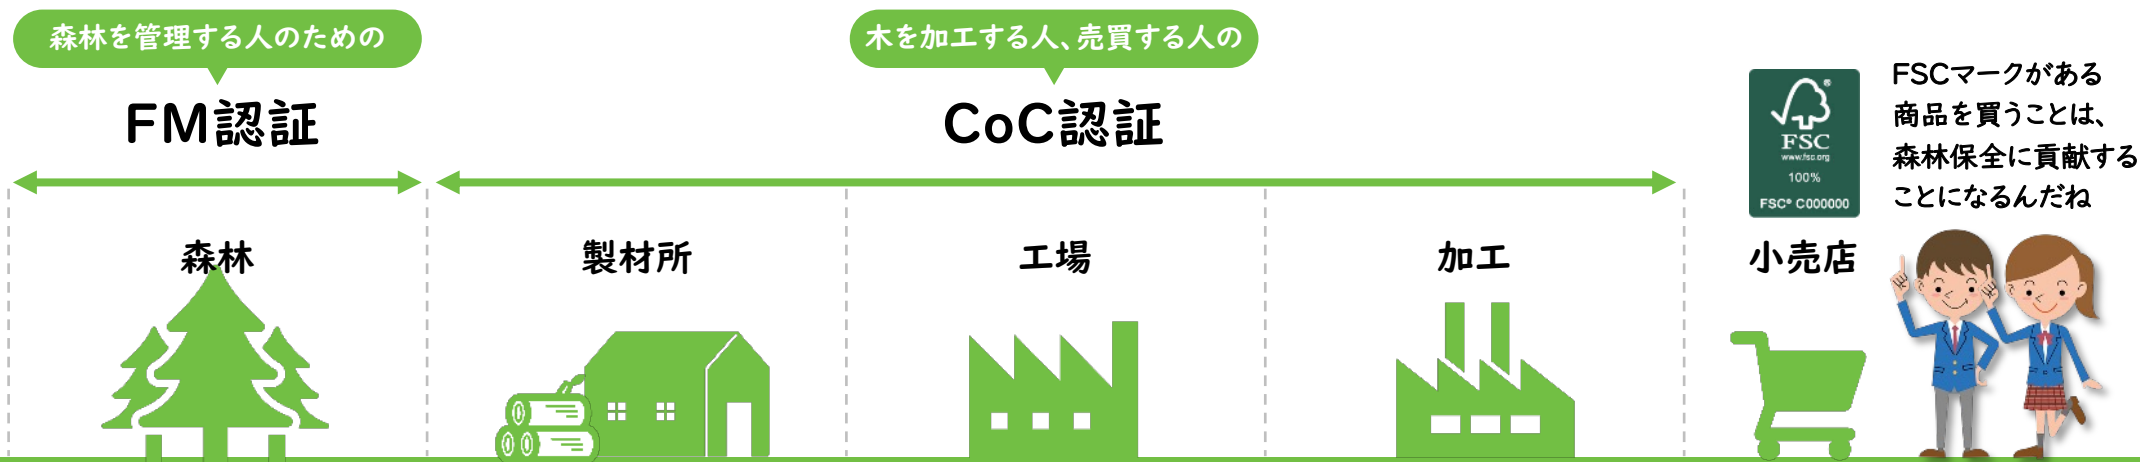 森林を管理する人のための
FM認証
木を加工する人、売買する人の
CoC認証
森林
製材所
工場
加工
小売店
FSC
www.fsc.org
100%
FSC® C000000
FSCマークがある
商品を買うことは、
森林保全に貢献する
ことになるんだね